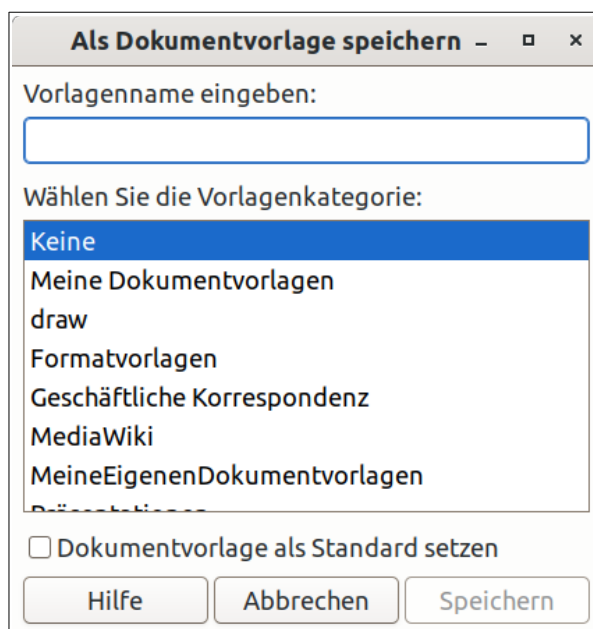 Als Dokumentvorlage speichern
Vorlagenname eingeben:
Wählen Sie die Vorlagenkategorie:
Keine
Meine Dokumentvorlagen
draw
Formatvorlagen
Geschäftliche Korrespondenz
MediaWiki
MeineEigenenDokumentvorlagen
Dokumentvorlage als Standard setzen
Hilfe Abbrechen Speichern